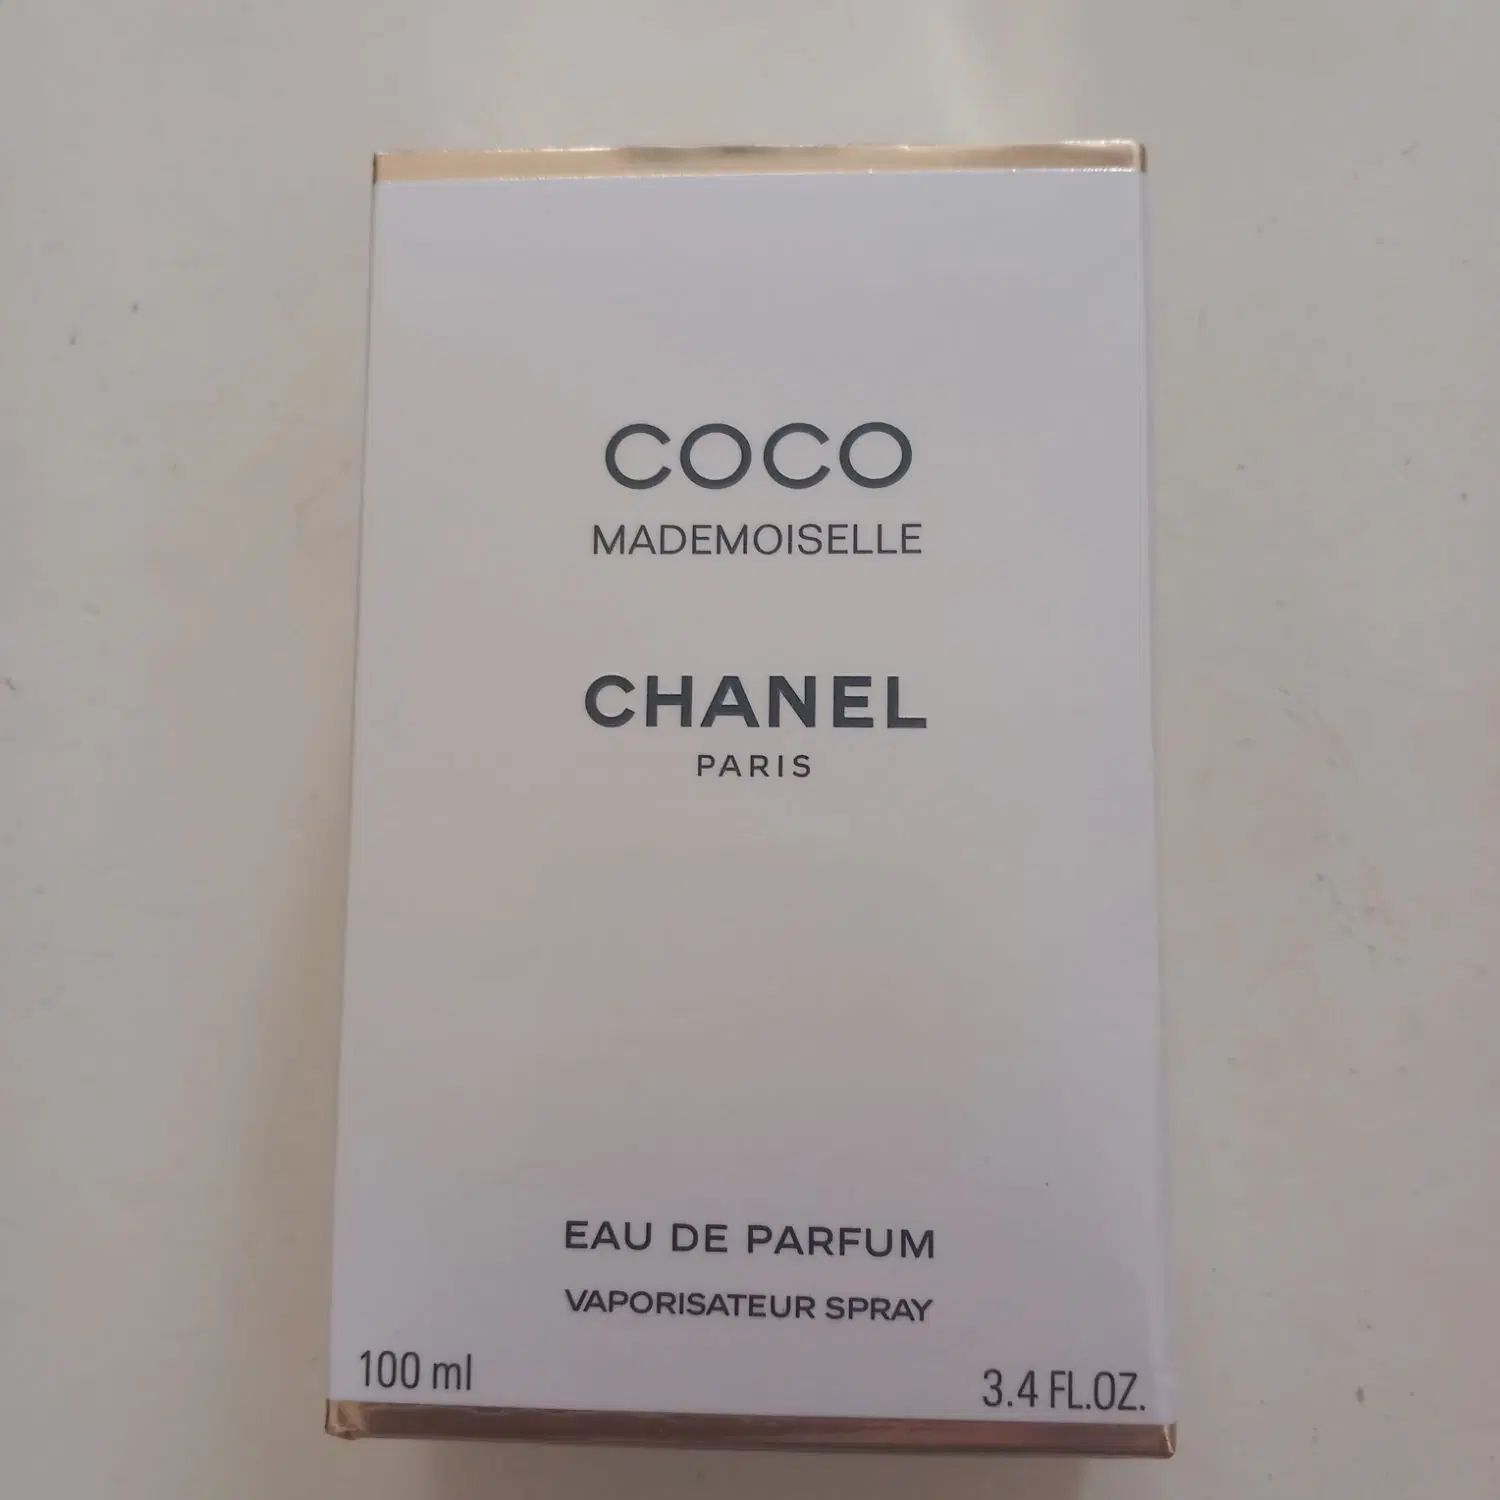 COCO
MADEMOISELLE
CHANEL
PARIS
EAU DE PARFUM
VAPORISATEUR SPRAY
100 ml
3.4 FL.OZ.